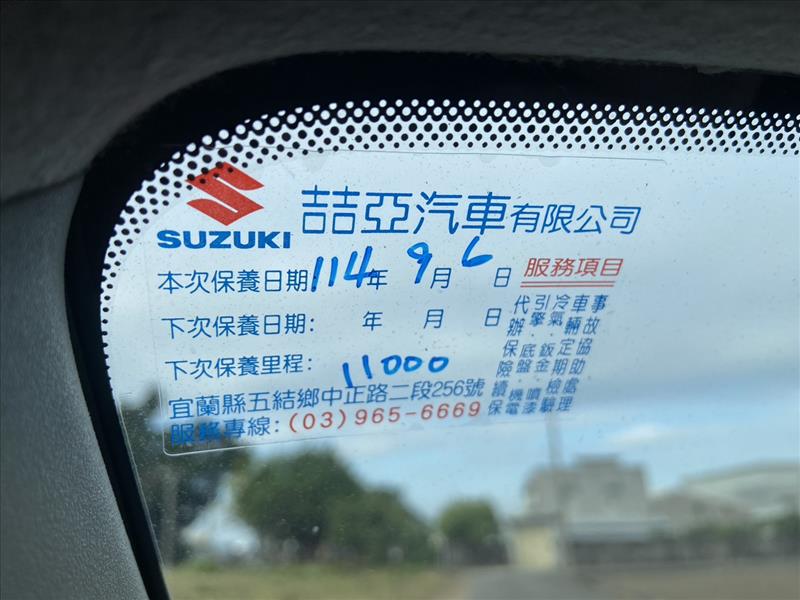 喆亞汽車有限公司
SUZUKI
本次保養日期:114年 9月 6日
服務項目
下次保養日期: 年 月 日
下次保養里程: 11000
宜蘭縣五結鄉中正路二段256號
服務專線:(03)965-6669
事故協助處理
車輛定期檢驗
冷氣.鈑金.噴漆
引擎.底盤.機電
代辦保險續保